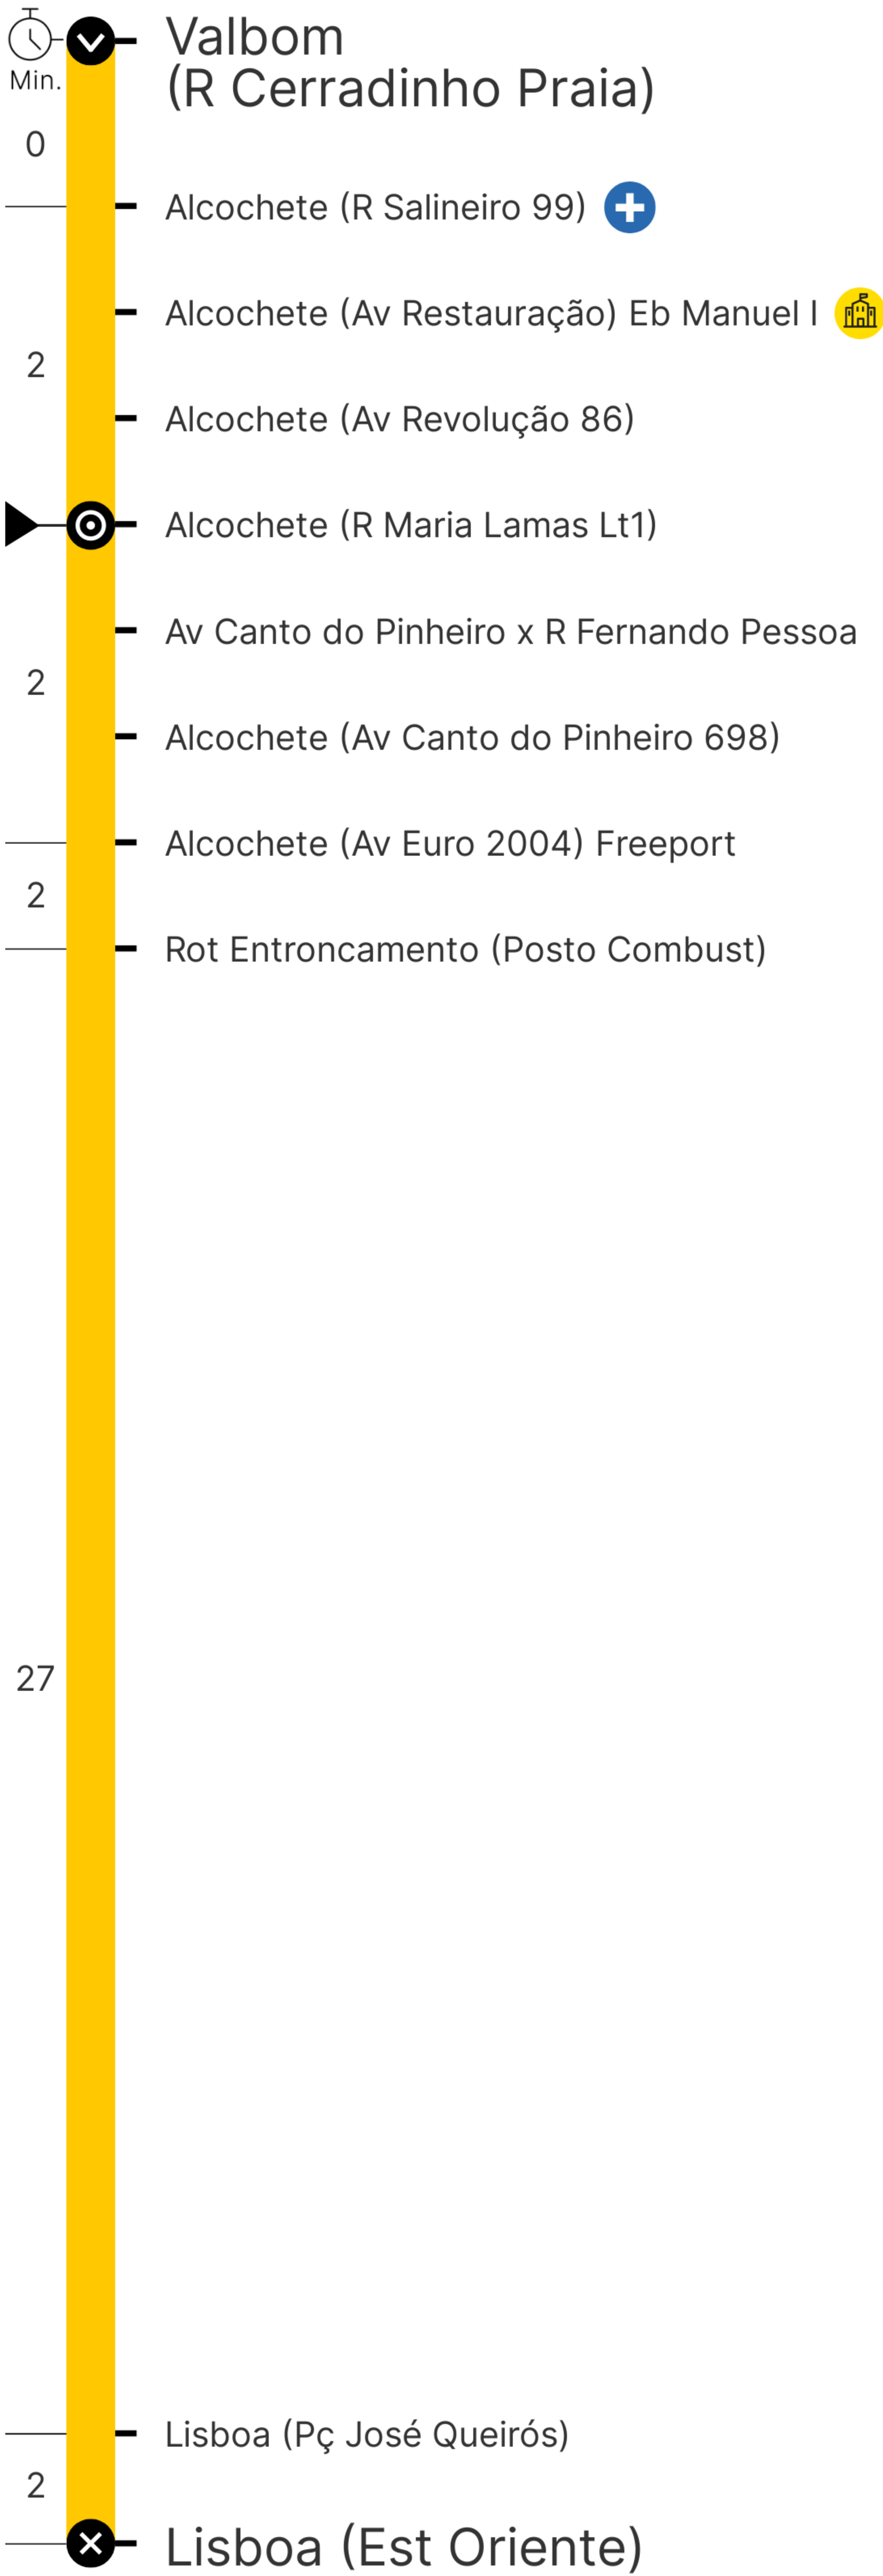 Min.
Valbom
(R Cerradinho Praia)
0
Alcochete (R Salineiro 99)
Alcochete (Av Restauração) Eb Manuel I
2
Alcochete (Av Revolução 86)
Alcochete (R Maria Lamas Lt1)
Av Canto do Pinheiro x R Fernando Pessoa
2
Alcochete (Av Canto do Pinheiro 698)
Alcochete (Av Euro 2004) Freeport
2
Rot Entroncamento (Posto Combust)
27
Lisboa (Pç José Queirós)
2
Lisboa (Est Oriente)